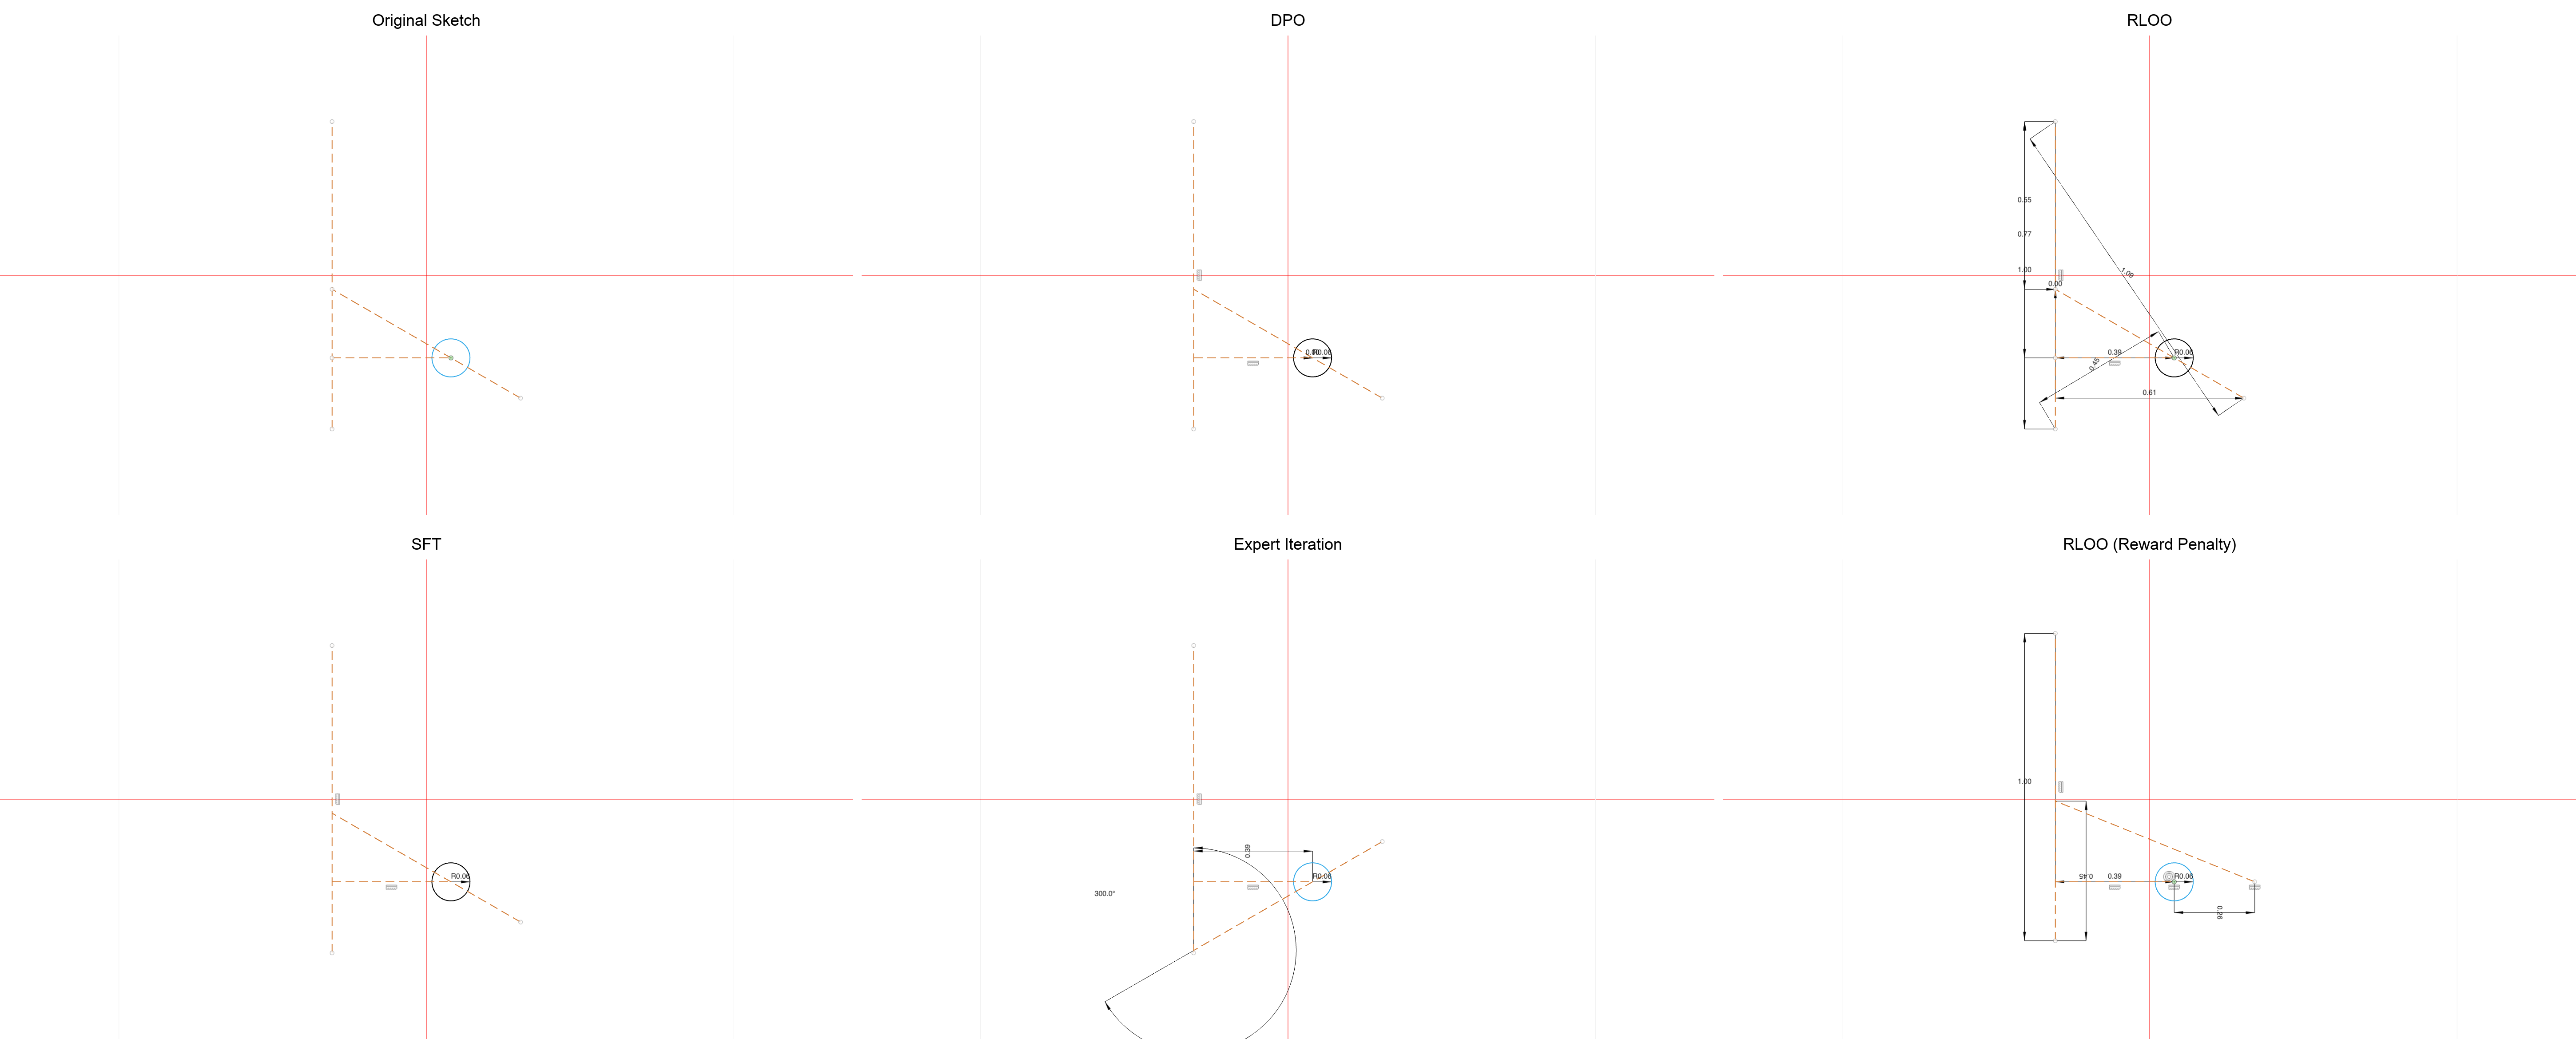 Original Sketch
DPO
RLOO
0.00
R0.06
0.55
0.77
1.00
0.00
1.09
0.39
R0.06
0.45
0.61
SFT
Expert Iteration
RLOO (Reward Penalty)
R0.06
0.39
R0.06
300.0°
1.00
0.45
0.39
R0.06
0.26